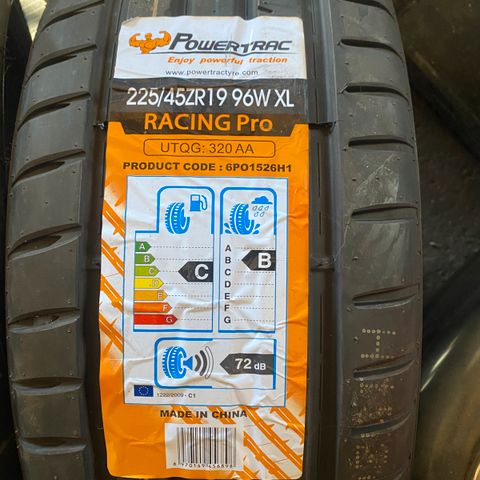 POWERTRAC
Enjoy powerful traction
www.powertractyre.com
225/45ZR19 96W XL
RACING Pro
UTQG: 320 AA
PRODUCT CODE : 6PO1526H1
A
B
C
D
E
F
G
C
A
B
C
D
E
F
G
B
72 dB
1222/2009 - C1
MADE IN CHINA